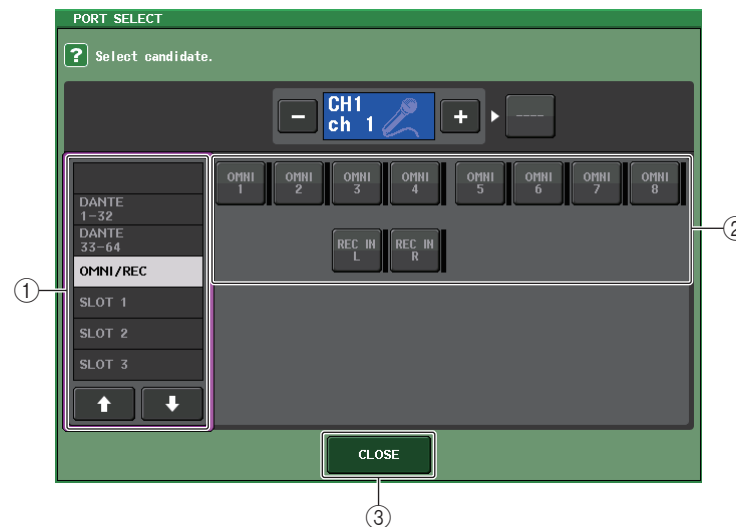 PORT SELECT
? Select candidate.
CH1
ch 1
− + ----
DANTE
1-32
DANTE
33-64
OMNI/REC
SLOT 1
SLOT 2
SLOT 3
OMNI 1
OMNI 2
OMNI 3
OMNI 4
OMNI 5
OMNI 6
OMNI 7
OMNI 8
REC IN L
REC IN R
①
②
CLOSE
③